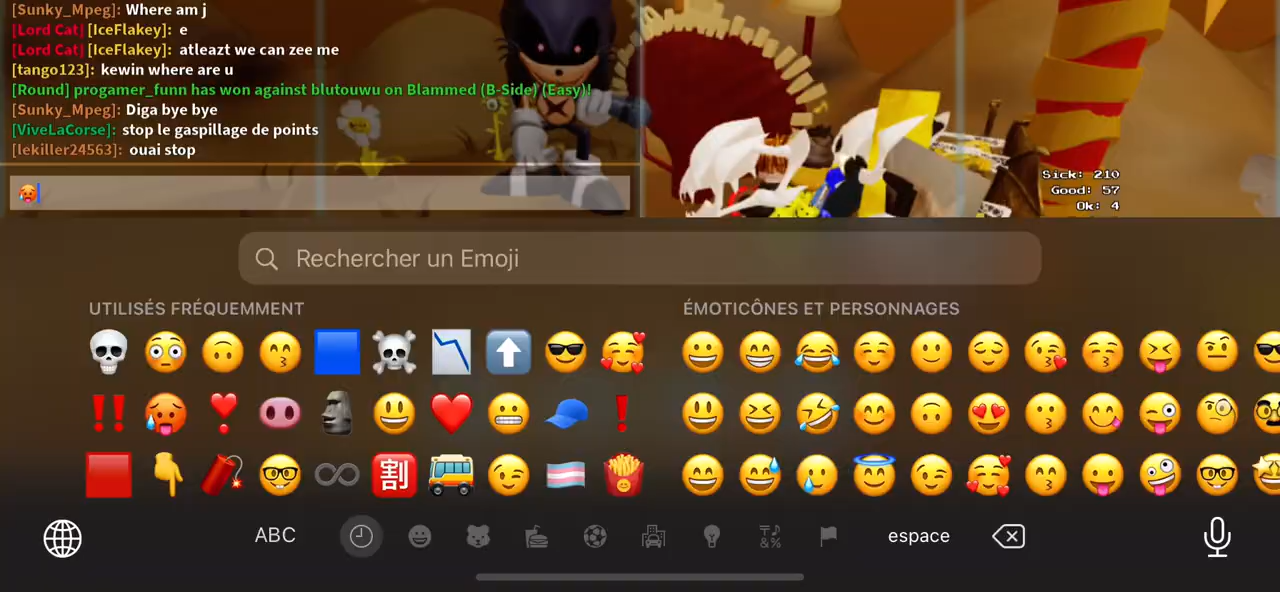 [Sunky_Mpeg]: Where am j
[Lord Cat] [IceFlakey]: e
[Lord Cat] [IceFlakey]: atleazt we can zee me
[tango123]: kewin where are u
[Round] progamer_funn has won against blutouwu on Blammed (B-Side) (Easy)!
[Sunky_Mpeg]: Diga bye bye
[ViveLaCorse]: stop le gaspillage de points
[lekiller24563]: ouai stop
Sick: 210
Good: 57
Ok: 4
Rechercher un Emoji
UTILISÉS FRÉQUEMMENT
ÉMOTICÔNES ET PERSONNAGES
割
ABC
espace